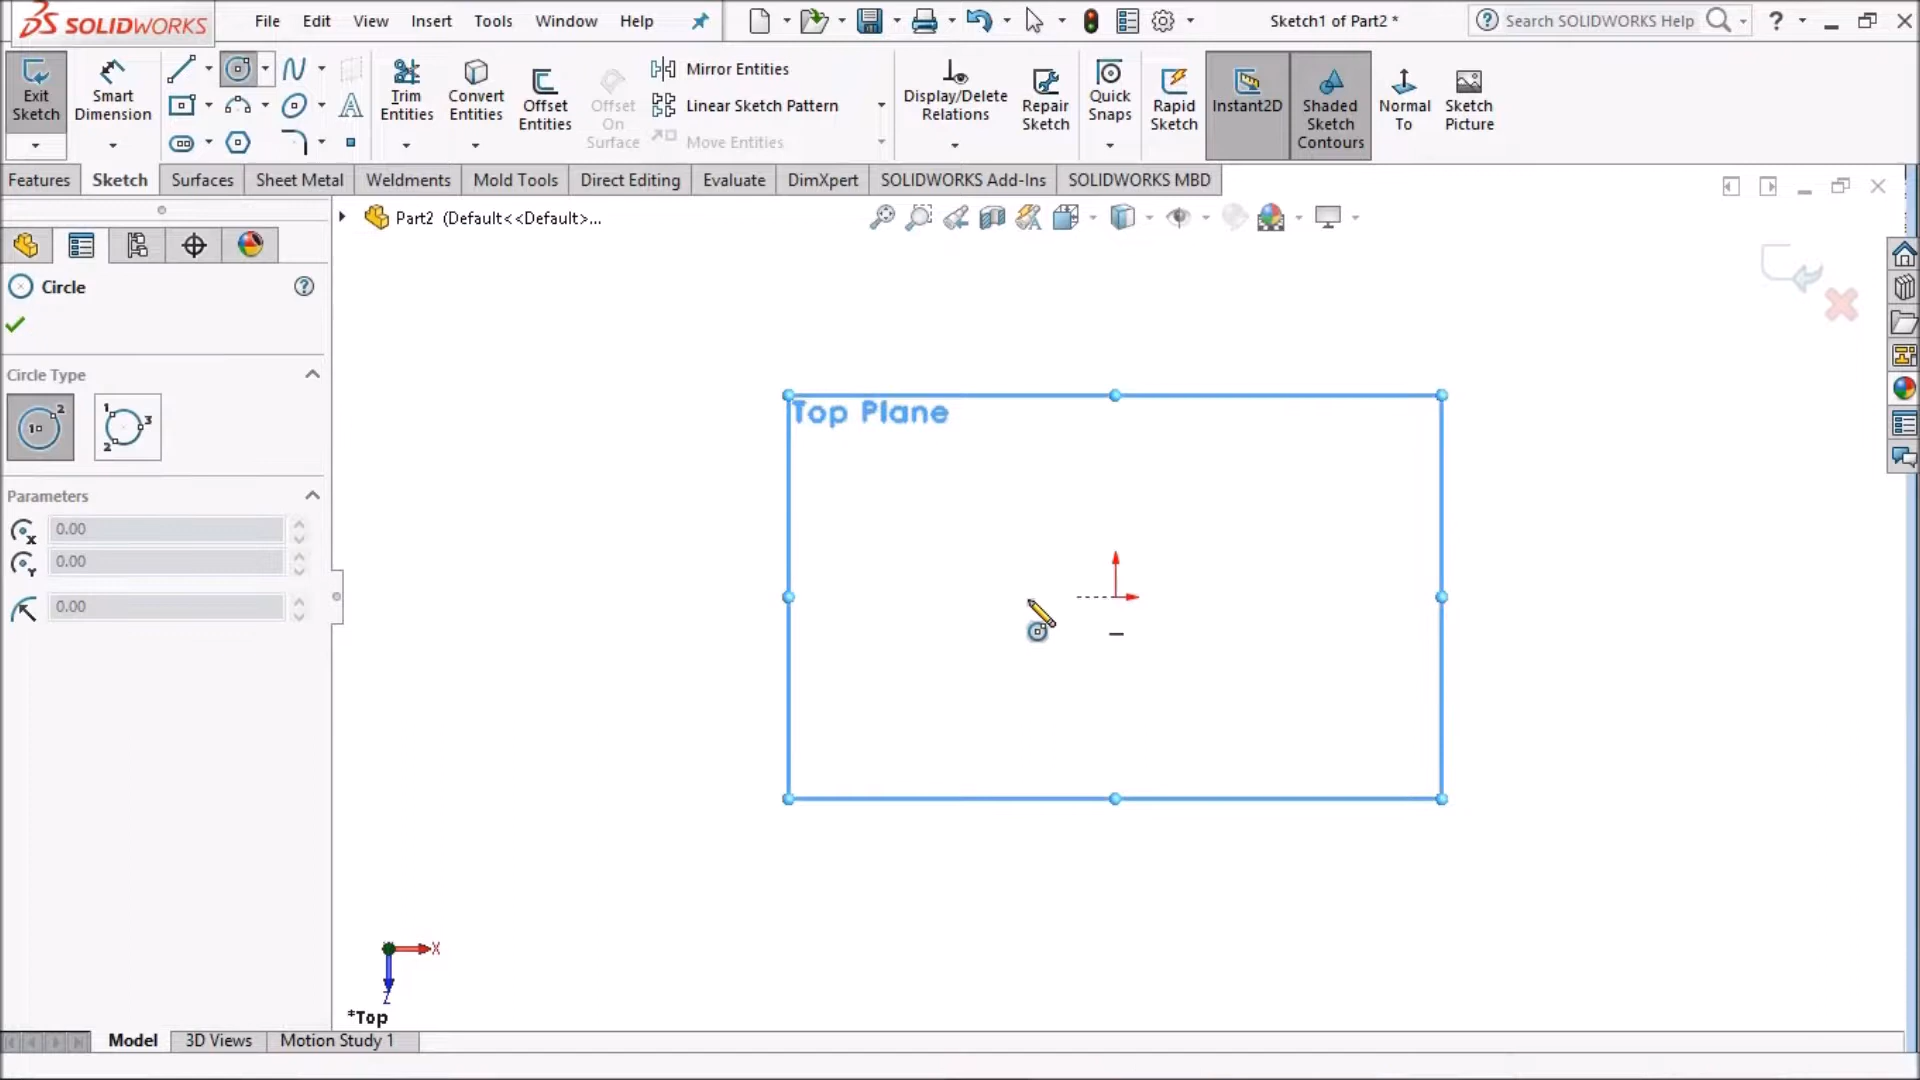 SOLIDWORKS File Edit View Insert Tools Window Help Sketch1 of Part2 * Search SOLIDWORKS Help
Exit Sketch
Smart Dimension
Trim Entities
Convert Entities
Offset Entities
Offset On Surface
Mirror Entities
Linear Sketch Pattern
Move Entities
Display/Delete Relations
Repair Sketch
Quick Snaps
Rapid Sketch
Instant2D
Shaded Sketch Contours
Normal To
Sketch Picture
Features Sketch Surfaces Sheet Metal Weldments Mold Tools Direct Editing Evaluate DimXpert SOLIDWORKS Add-Ins SOLIDWORKS MBD
Part2 (Default<<Default>...
Circle
Circle Type
Parameters
0.00
0.00
0.00
Top Plane
X
Z
*Top
Model 3D Views Motion Study 1